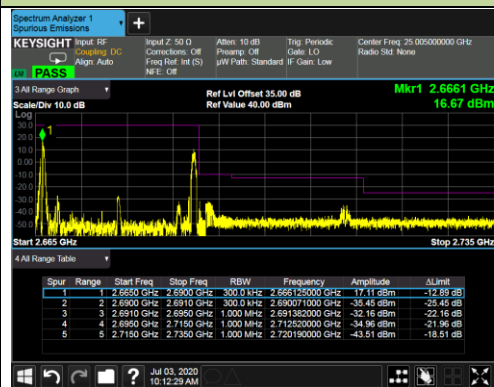 Spectrum Analyzer 1
Spurious Emissions
+
KEYSIGHT Input: RF Input Z: 50 Ω Atten: 10 dB Trig: Periodic Center Freq: 25.005000000 GHz
Coupling: DC Corrections: Off Preamp: Off Gate: LO Radio Std: None
Align: Auto Freq Ref: Int (S) µW Path: Standard IF Gain: Low
NFE: Off
LXI PASS
3 All Range Graph
Ref Lvl Offset 35.00 dB Mkr1 2.6661 GHz
Scale/Div 10.0 dB Ref Value 40.00 dBm 16.67 dBm
Log
30.0
20.0
10.0
0.00
-10.0
-20.0
-30.0
-40.0
-50.0
1
Start 2.665 GHz Stop 2.735 GHz
4 All Range Table
Spur Range Start Freq Stop Freq RBW Frequency Amplitude ΔLimit
1 1 2.6650 GHz 2.6900 GHz 300.0 kHz 2.666125000 GHz 17.11 dBm -12.89 dB
2 2 2.6900 GHz 2.6910 GHz 300.0 kHz 2.690071000 GHz -35.45 dBm -25.45 dB
3 3 2.6910 GHz 2.6950 GHz 1.000 MHz 2.691382000 GHz -32.16 dBm -22.16 dB
4 4 2.6950 GHz 2.7150 GHz 1.000 MHz 2.712520000 GHz -34.96 dBm -21.96 dB
5 5 2.7150 GHz 2.7350 GHz 1.000 MHz 2.720190000 GHz -43.51 dBm -18.51 dB
? Jul 03, 2020
10:12:29 AM